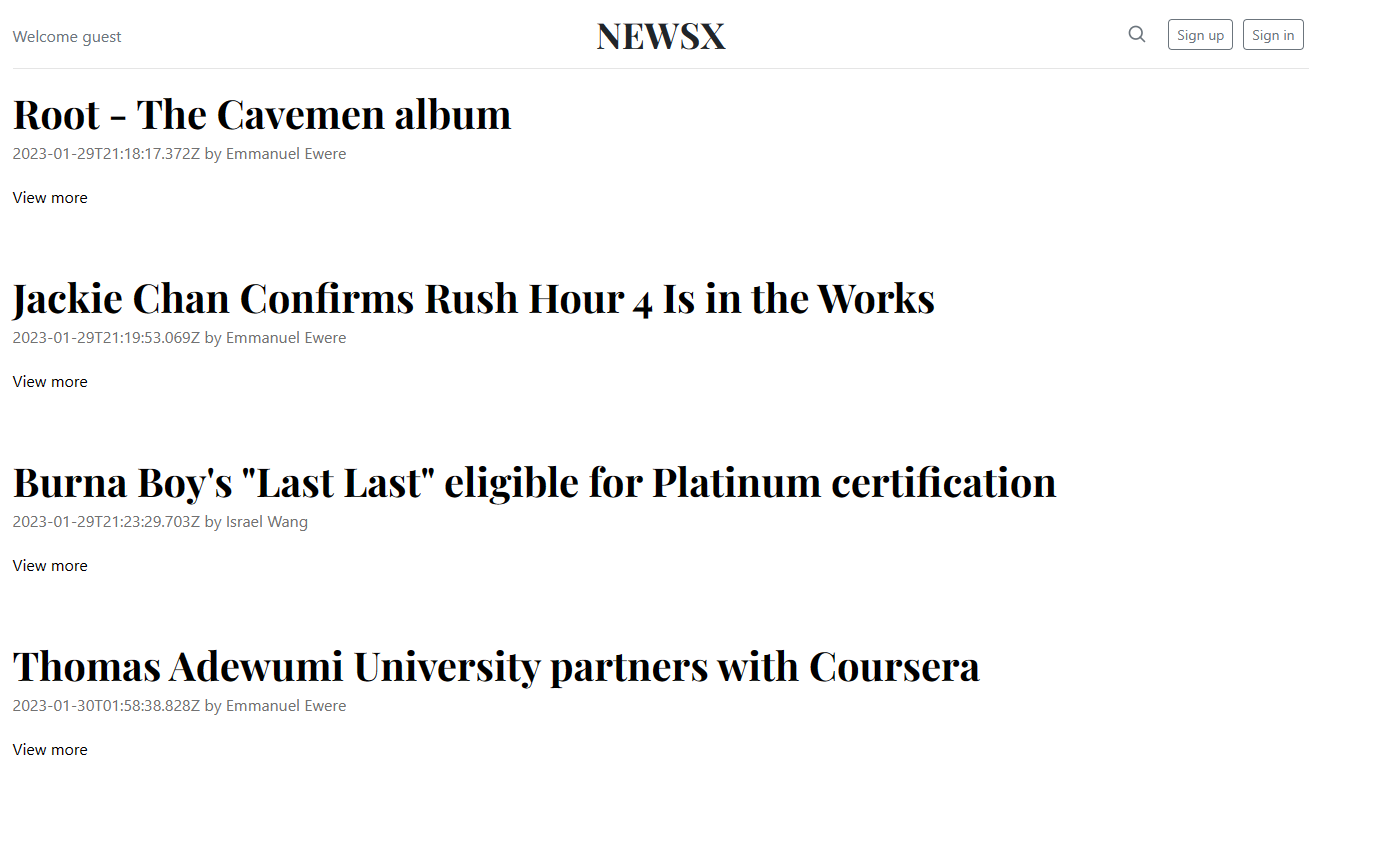 Welcome guest
NEWSX
Sign up
Sign in
Root - The Cavemen album
2023-01-29T21:18:17.372Z by Emmanuel Ewere
View more
Jackie Chan Confirms Rush Hour 4 Is in the Works
2023-01-29T21:19:53.069Z by Emmanuel Ewere
View more
Burna Boy's "Last Last" eligible for Platinum certification
2023-01-29T21:23:29.703Z by Israel Wang
View more
Thomas Adewumi University partners with Coursera
2023-01-30T01:58:38.828Z by Emmanuel Ewere
View more